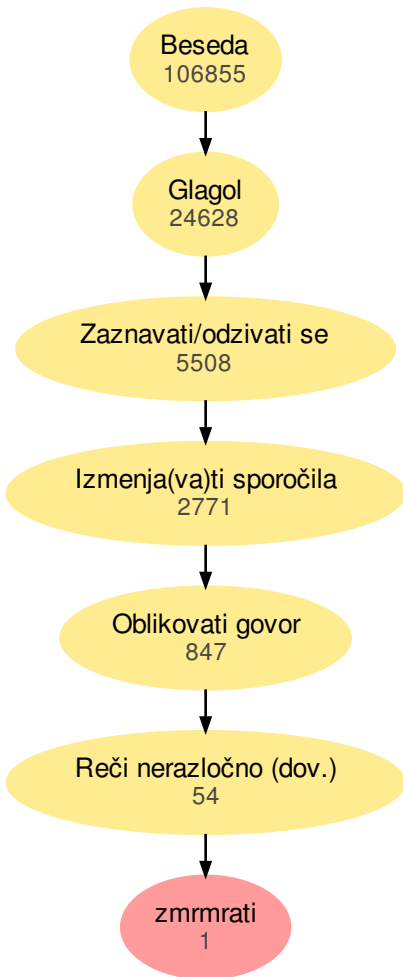 Beseda
106855
Glagol
24628
Zaznavati/odzivati se
5508
Izmenja(va)ti sporočila
2771
Oblikovati govor
847
Reči nerazločno (dov.)
54
zmrmrati
1